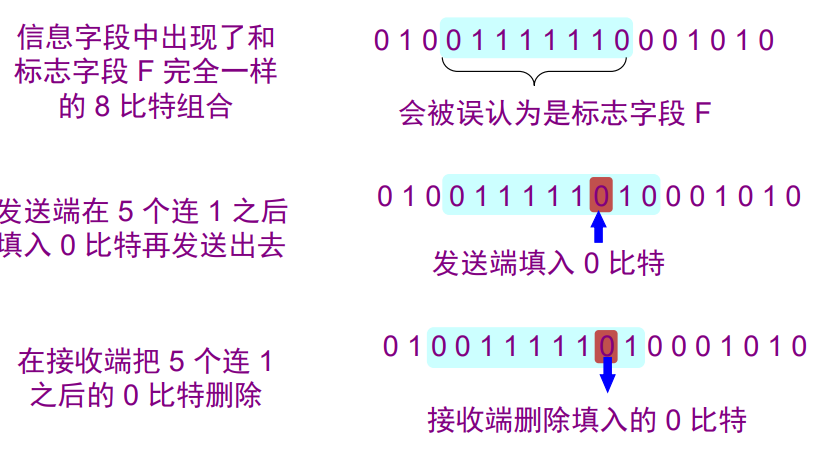 信息字段中出现了和
标志字段 F 完全一样
的 8 比特组合
0 1 0 0 1 1 1 1 1 1 0 0 0 1 0 1 0
会被误认为是标志字段 F
发送端在 5 个连 1 之后
填入 0 比特再发送出去
0 1 0 0 1 1 1 1 1 0 1 0 0 0 1 0 1 0
发送端填入 0 比特
在接收端把 5 个连 1
之后的 0 比特删除
0 1 0 0 1 1 1 1 1 0 1 0 0 0 1 0 1 0
接收端删除填入的 0 比特